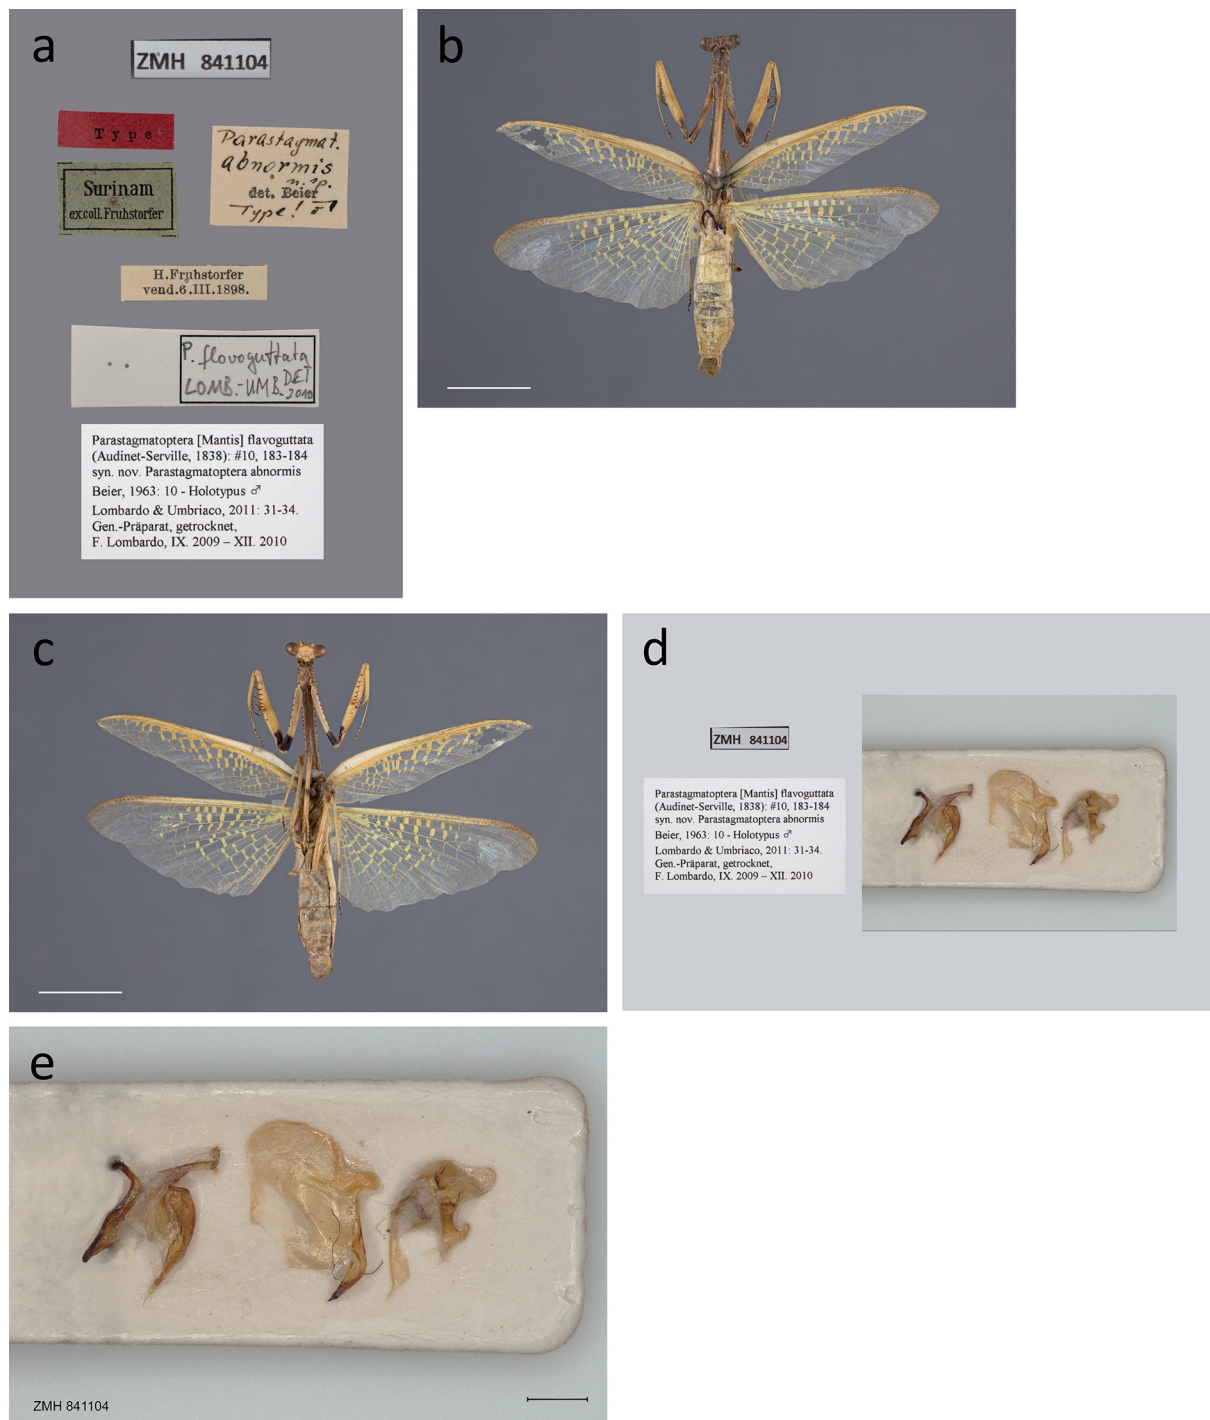 a
ZMH 841104
Type
Surinam
ex coll. Fruhstorfer
Parastagmat.
abnormis
n. sp.
det. Beier
Type! ♂
H. Fruhstorfer
vend. 6. III. 1898.
P. flavoguttata
LOMB.-UMB. DET
2010
Parastagmatoptera [Mantis] flavoguttata
(Audinet-Serville, 1838): #10, 183-184
syn. nov. Parastagmatoptera abnormis
Beier, 1963: 10 - Holotypus ♂
Lombardo & Umbriaco, 2011: 31-34.
Gen.-Präparat, getrocknet,
F. Lombardo, IX. 2009 – XII. 2010
b
c
d
ZMH 841104
Parastagmatoptera [Mantis] flavoguttata
(Audinet-Serville, 1838): #10, 183-184
syn. nov. Parastagmatoptera abnormis
Beier, 1963: 10 - Holotypus ♂
Lombardo & Umbriaco, 2011: 31-34.
Gen.-Präparat, getrocknet,
F. Lombardo, IX. 2009 – XII. 2010
e
ZMH 841104